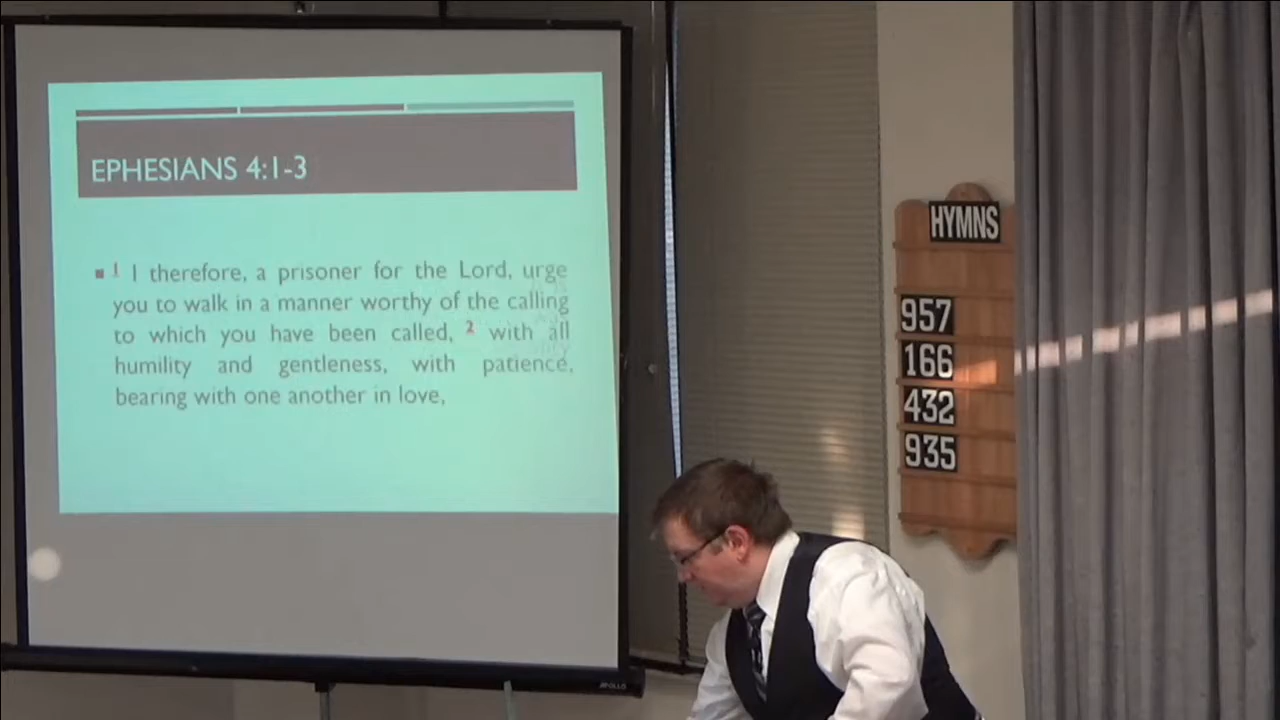 EPHESIANS 4:1-3
1 I therefore, a prisoner for the Lord, urge
you to walk in a manner worthy of the calling
to which you have been called, 2 with all
humility and gentleness, with patience,
bearing with one another in love,
HYMNS
957
166
432
935
APOLLO